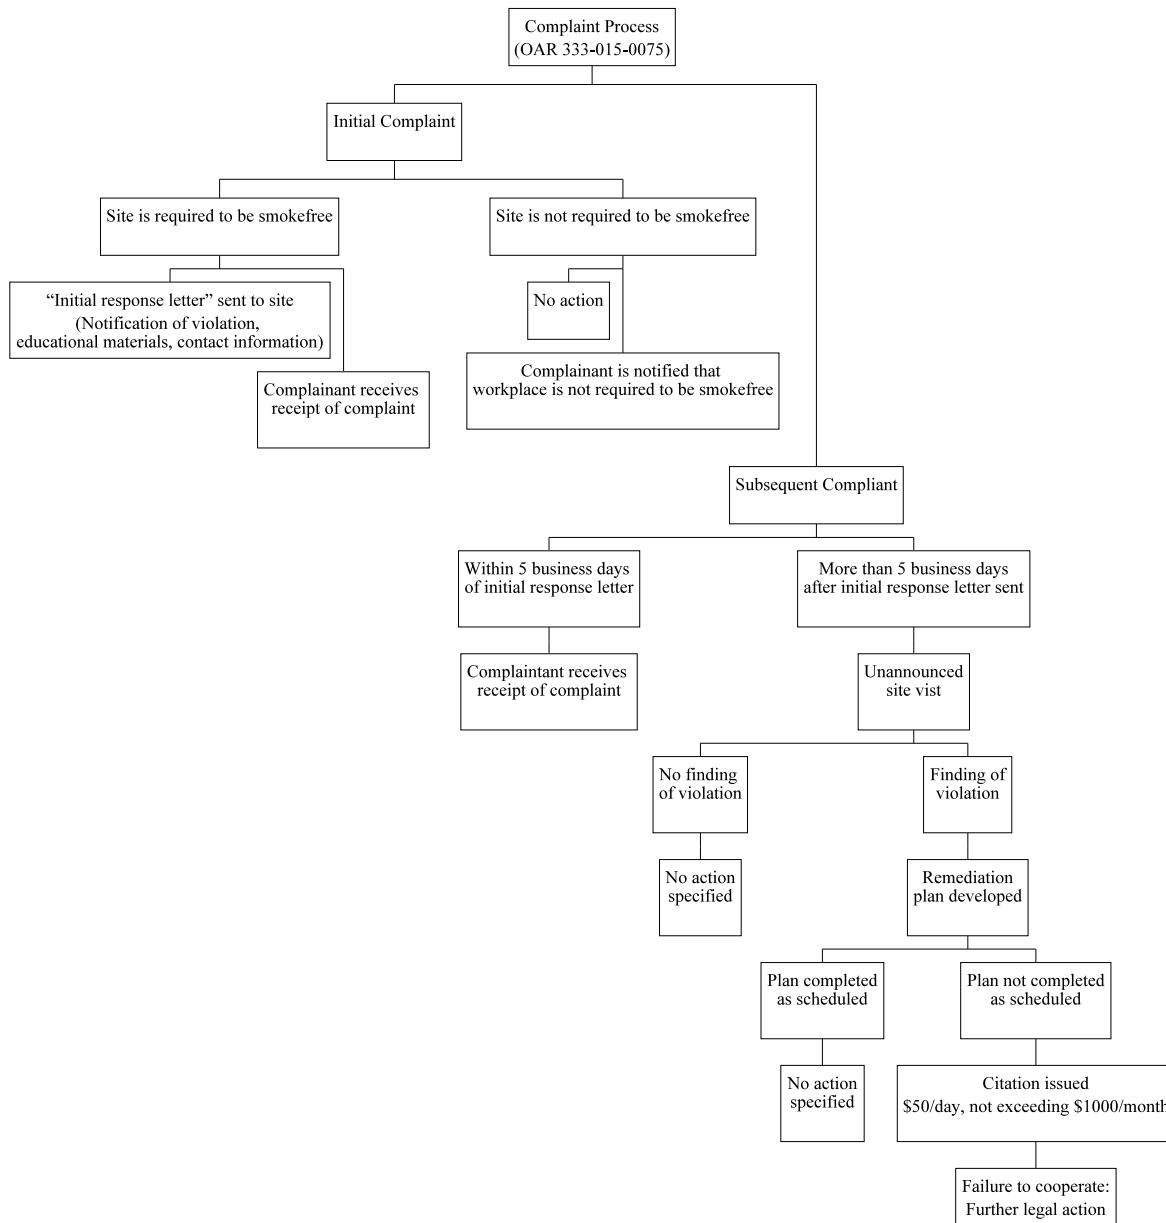 Complaint Process
(OAR 333-015-0075)
Initial Complaint
Site is required to be smokefree
Site is not required to be smokefree
“Initial response letter” sent to site
(Notification of violation,
educational materials, contact information)
No action
Complainant is notified that
workplace is not required to be smokefree
Complainant receives
receipt of complaint
Subsequent Compliant
Within 5 business days
of initial response letter
More than 5 business days
after initial response letter sent
Complaintant receives
receipt of complaint
Unannounced
site vist
No finding
of violation
Finding of
violation
No action
specified
Remediation
plan developed
Plan completed
as scheduled
Plan not completed
as scheduled
No action
specified
Citation issued
$50/day, not exceeding $1000/month
Failure to cooperate:
Further legal action